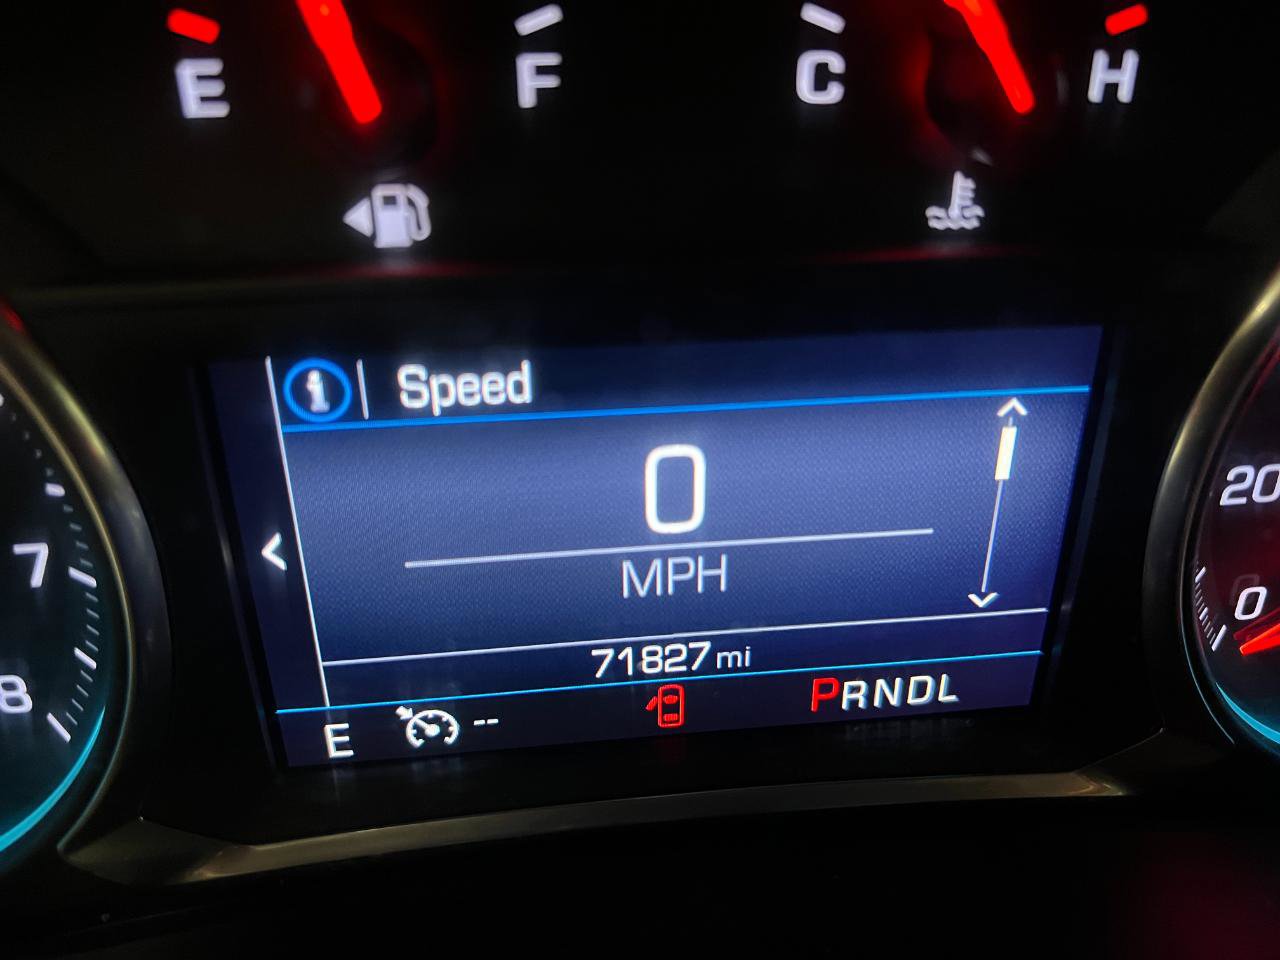 E F C H
Speed
0
MPH
71827 mi
E -- PRNDL
7
8
20
0